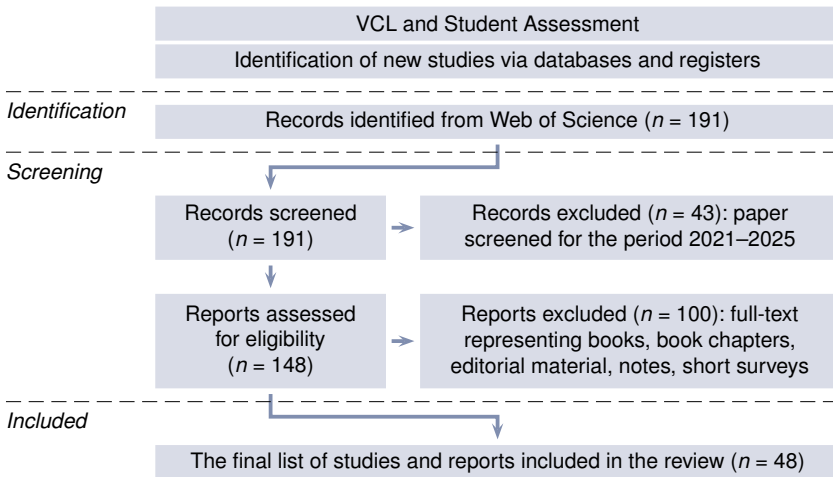 VCL and Student Assessment
Identification of new studies via databases and registers
Identification
Records identified from Web of Science (n = 191)
Screening
Records screened
(n = 191)
Records excluded (n = 43): paper
screened for the period 2021–2025
Reports assessed
for eligibility
(n = 148)
Reports excluded (n = 100): full-text
representing books, book chapters,
editorial material, notes, short surveys
Included
The final list of studies and reports included in the review (n = 48)